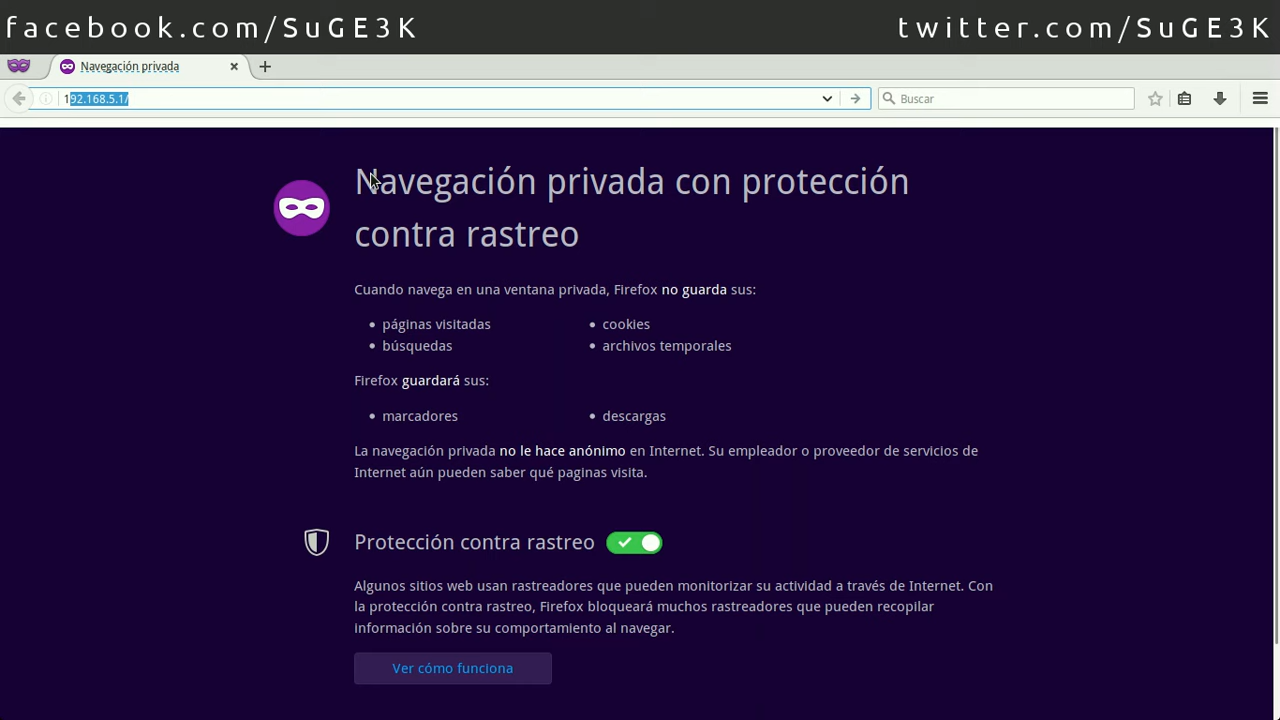 facebook.com/SuGE3K
twitter.com/SuGE3K
Navegación privada
192.168.5.1/
Buscar
Navegación privada con protección
contra rastreo
Cuando navega en una ventana privada, Firefox no guarda sus:
• páginas visitadas
• cookies
• búsquedas
• archivos temporales
Firefox guardará sus:
• marcadores
• descargas
La navegación privada no le hace anónimo en Internet. Su empleador o proveedor de servicios de
Internet aún pueden saber qué paginas visita.
Protección contra rastreo
Algunos sitios web usan rastreadores que pueden monitorizar su actividad a través de Internet. Con
la protección contra rastreo, Firefox bloqueará muchos rastreadores que pueden recopilar
información sobre su comportamiento al navegar.
Ver cómo funciona